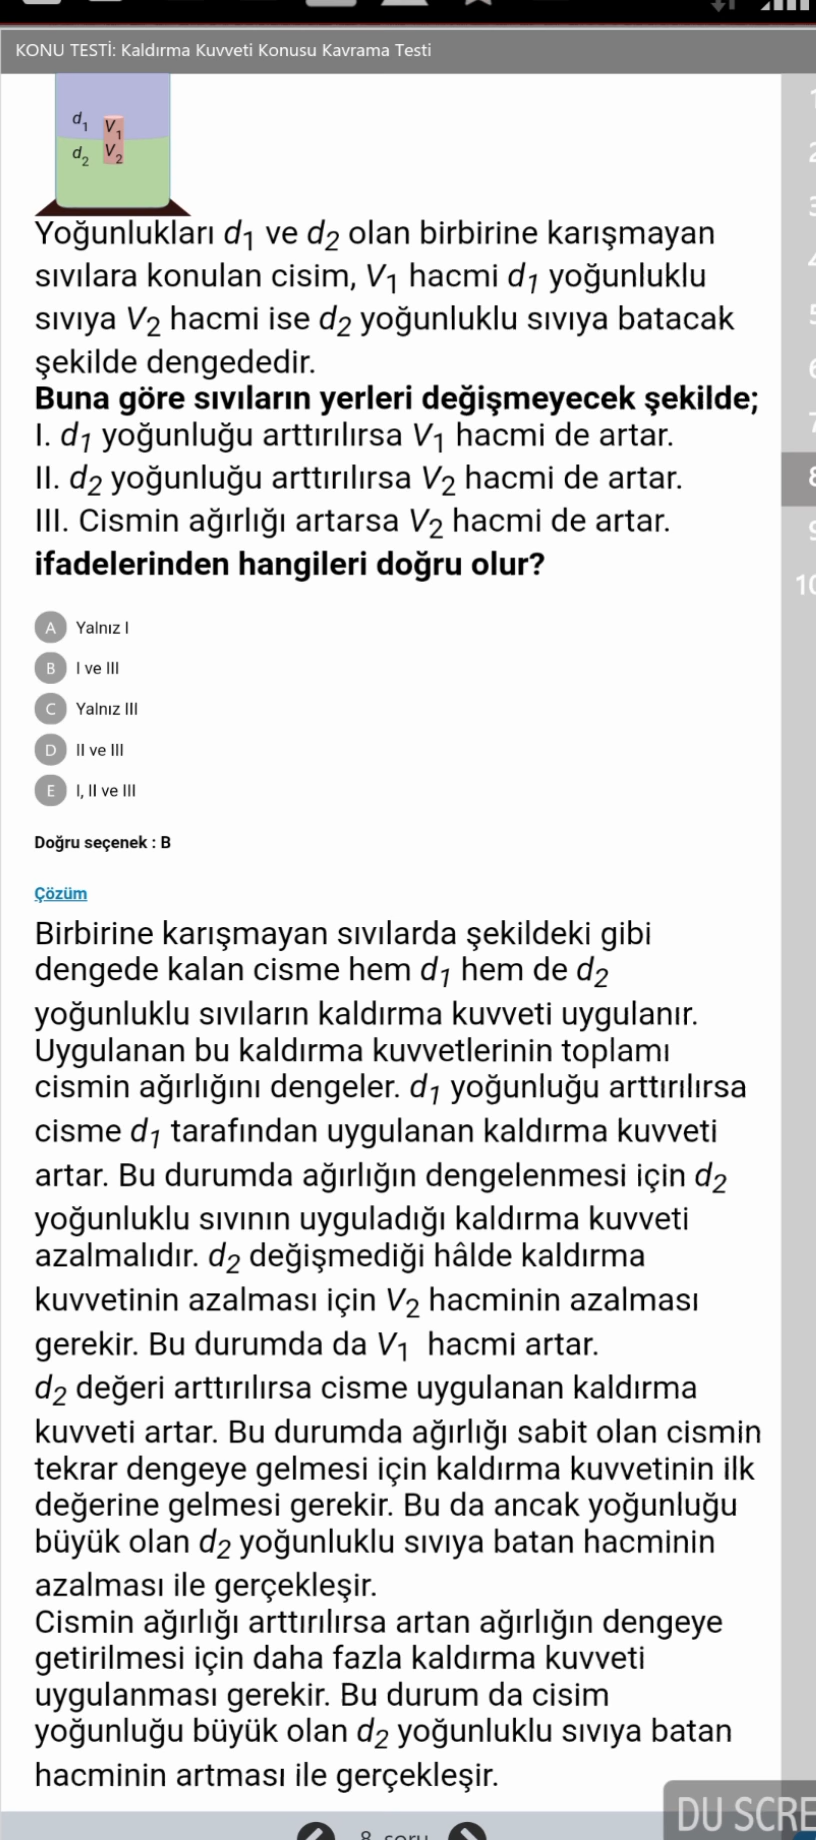 KONU TESTİ: Kaldırma Kuvveti Konusu Kavrama Testi
d₁ V₁
d₂ V₂
Yoğunlukları d₁ ve d₂ olan birbirine karışmayan
sıvılara konulan cisim, V₁ hacmi d₁ yoğunluklu
sıvıya V₂ hacmi ise d₂ yoğunluklu sıvıya batacak
şekilde dengededir.
Buna göre sıvıların yerleri değişmeyecek şekilde;
I. d₁ yoğunluğu arttırılırsa V₁ hacmi de artar.
II. d₂ yoğunluğu arttırılırsa V₂ hacmi de artar.
III. Cismin ağırlığı artarsa V₂ hacmi de artar.
ifadelerinden hangileri doğru olur?
A Yalnız I
B I ve III
C Yalnız III
D II ve III
E I, II ve III
Doğru seçenek : B
Çözüm
Birbirine karışmayan sıvılarda şekildeki gibi
dengede kalan cisme hem d₁ hem de d₂
yoğunluklu sıvıların kaldırma kuvveti uygulanır.
Uygulanan bu kaldırma kuvvetlerinin toplamı
cismin ağırlığını dengeler. d₁ yoğunluğu arttırılırsa
cisme d₁ tarafından uygulanan kaldırma kuvveti
artar. Bu durumda ağırlığın dengelenmesi için d₂
yoğunluklu sıvının uyguladığı kaldırma kuvveti
azalmalıdır. d₂ değişmediği hâlde kaldırma
kuvvetinin azalması için V₂ hacminin azalması
gerekir. Bu durumda da V₁ hacmi artar.
d₂ değeri arttırılırsa cisme uygulanan kaldırma
kuvveti artar. Bu durumda ağırlığı sabit olan cismin
tekrar dengeye gelmesi için kaldırma kuvvetinin ilk
değerine gelmesi gerekir. Bu da ancak yoğunluğu
büyük olan d₂ yoğunluklu sıvıya batan hacminin
azalması ile gerçekleşir.
Cismin ağırlığı arttırılırsa artan ağırlığın dengeye
getirilmesi için daha fazla kaldırma kuvveti
uygulanması gerekir. Bu durum da cisim
yoğunluğu büyük olan d₂ yoğunluklu sıvıya batan
hacminin artması ile gerçekleşir.
DU SCRE
8. soru